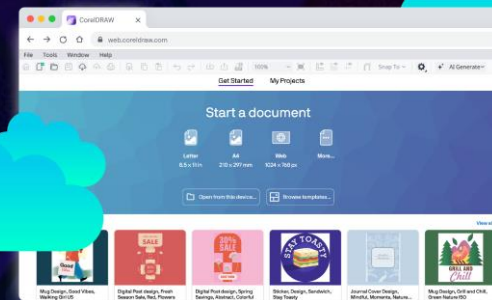 CorelDRAW
web.coreldraw.com
File Tools Window Help
100% Snap To AI Generate
Get Started My Projects
Start a document
Letter A4 Web More...
8.5 x 11 in 210 x 297 mm 1024 x 768 px
Open from this device... Browse templates...
View all
SALE
30%
SALE
STAY TOASTY
GRILL AND
Chill
Mug Design, Good Vibes, Digital Post design, Fresh Digital Post design, Spring Sticker, Design, Sandwich, Journal Cover Design, Mug Design, Grill and Chill,
Walking Girl US Season Sale, Red, Flowers Savings, Abstract, Colorful Stay Toasty Mindful, Moments, Nature... Green Nature ISO